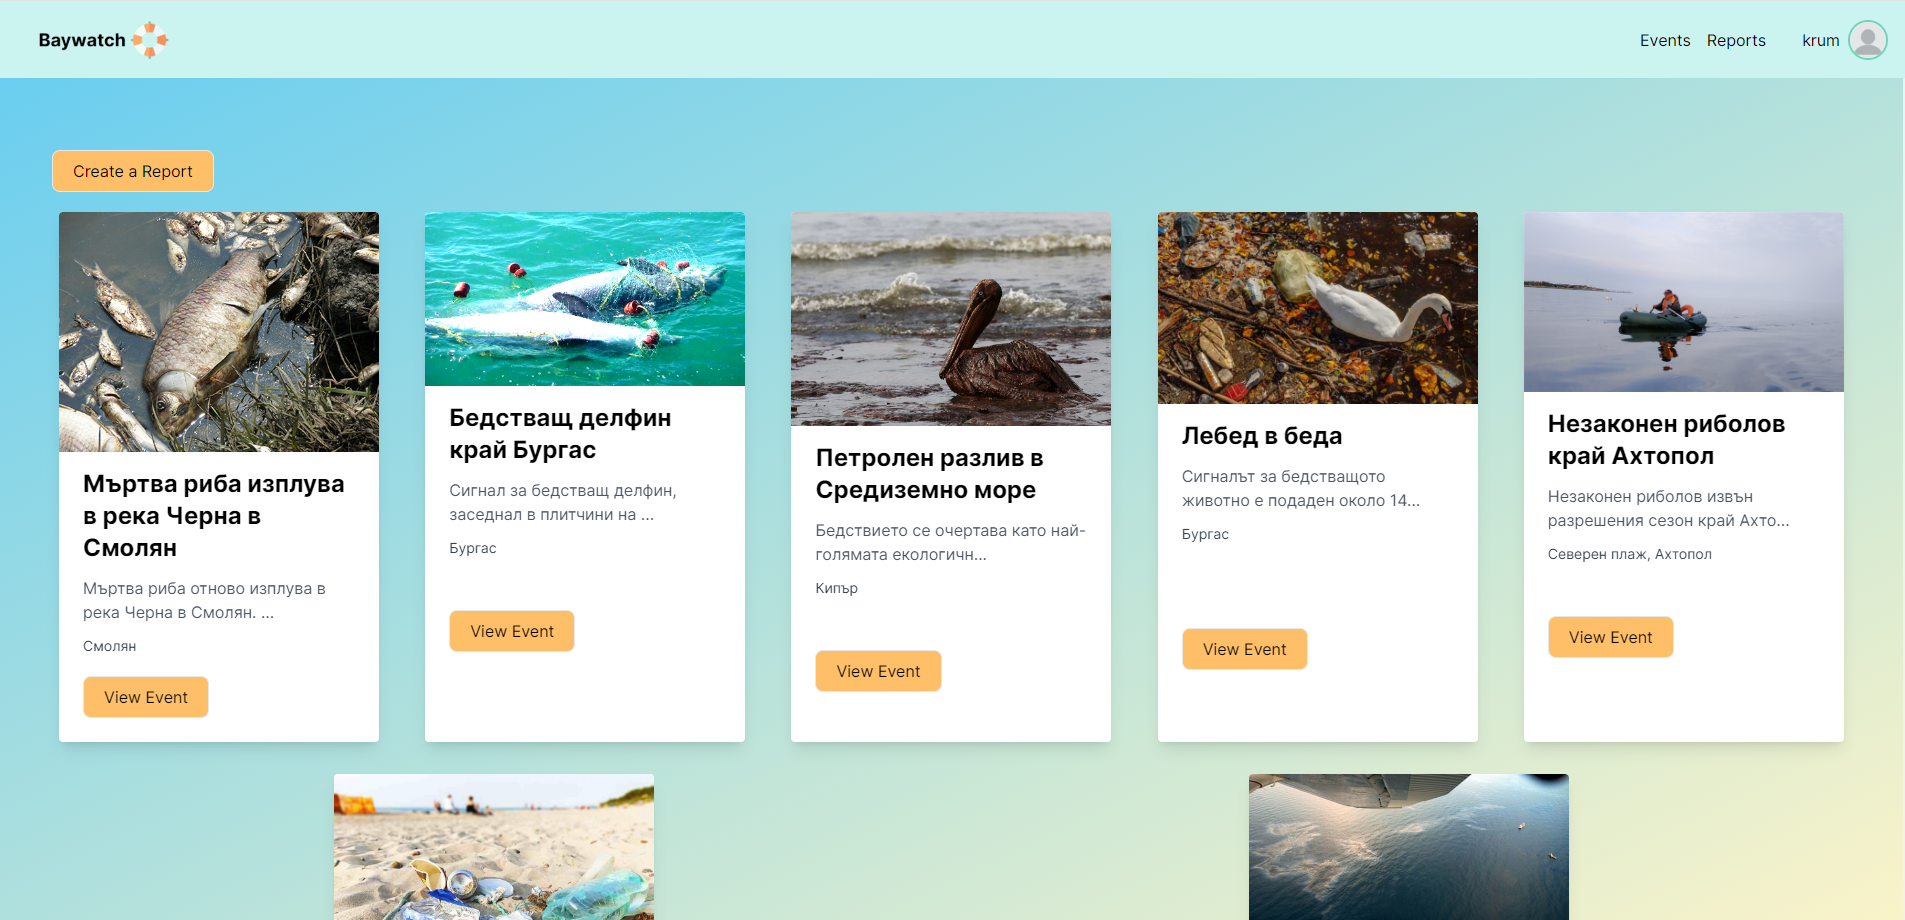 Baywatch
Events
Reports
krum
Create a Report
Мъртва риба изплува
в река Черна в
Смолян
Мъртва риба отново изплува в
река Черна в Смолян. ...
Смолян
View Event
Бедстващ делфин
край Бургас
Сигнал за бедстващ делфин,
заседнал в плитчини на ...
Бургас
View Event
Петролен разлив в
Средиземно море
Бедствието се очертава като най-
голямата екологичн...
Кипър
View Event
Лебед в беда
Сигналът за бедстващото
животно е подаден около 14...
Бургас
View Event
Незаконен риболов
край Ахтопол
Незаконен риболов извън
разрешения сезон край Ахто...
Северен плаж, Ахтопол
View Event